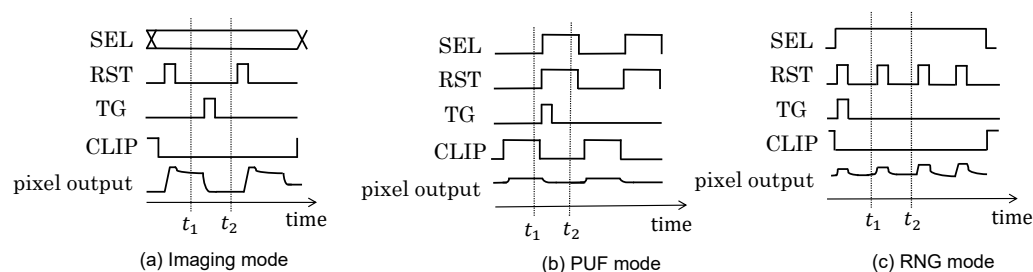 SEL
RST
TG
CLIP
pixel output
t₁ t₂ time
(a) Imaging mode
SEL
RST
TG
CLIP
pixel output
t₁ t₂ time
(b) PUF mode
SEL
RST
TG
CLIP
pixel output
t₁ t₂ time
(c) RNG mode